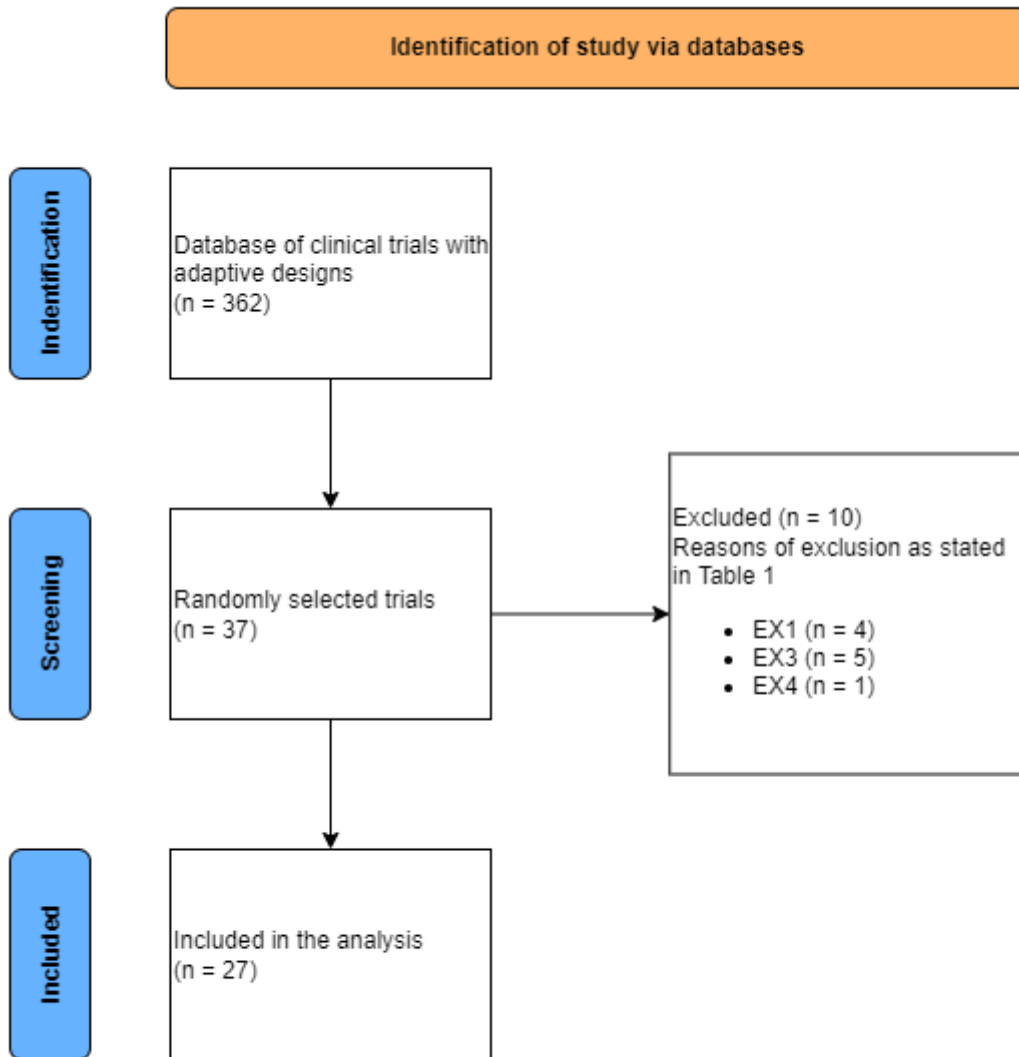 Identification of study via databases
Indentification
Database of clinical trials with
adaptive designs
(n = 362)
Screening
Randomly selected trials
(n = 37)
Excluded (n = 10)
Reasons of exclusion as stated
in Table 1
• EX1 (n = 4)
• EX3 (n = 5)
• EX4 (n = 1)
Included
Included in the analysis
(n = 27)